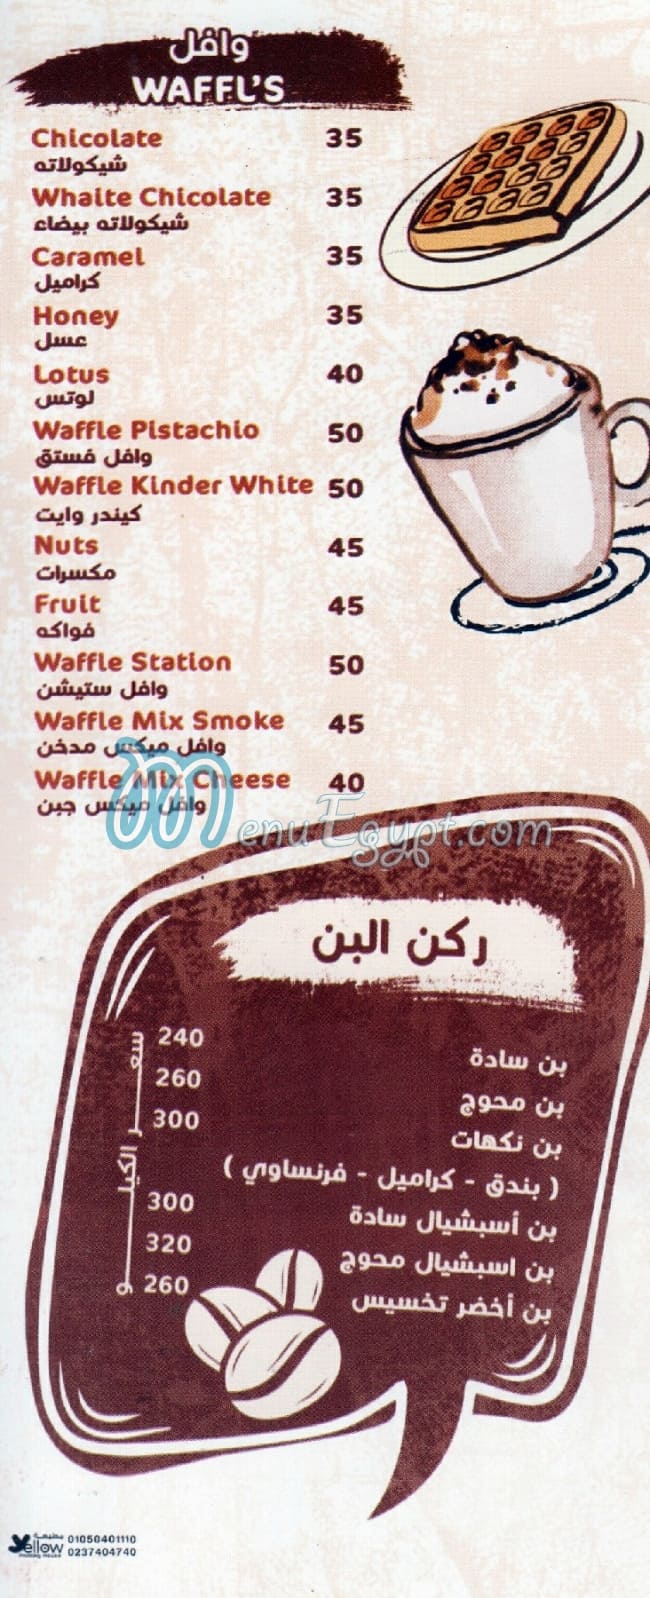 وافل
WAFFL'S
Chicolate 35
شيكولاته
Whaite Chicolate 35
شيكولاته بيضاء
Caramel 35
كراميل
Honey 35
عسل
Lotus 40
لوتس
Waffle Pistachio 50
وافل فستق
Waffle Kinder White 50
كيندر وايت
Nuts 45
مكسرات
Fruit 45
فواكه
Waffle Station 50
وافل ستيشن
Waffle Mix Smoke 45
وافل ميكس مدخن
Waffle Mix Cheese 40
وافل ميكس جبن
MenuEgypt.com
ركن البن
سعر الكيلو
بن سادة 240
بن محوج 260
بن نكهات 300
( بندق - كراميل - فرنساوي )
بن أسبشيال سادة 300
بن اسبشيال محوج 320
بن أخضر تخسيس 260
مطبعة
Yellow
01050401110
0237404740